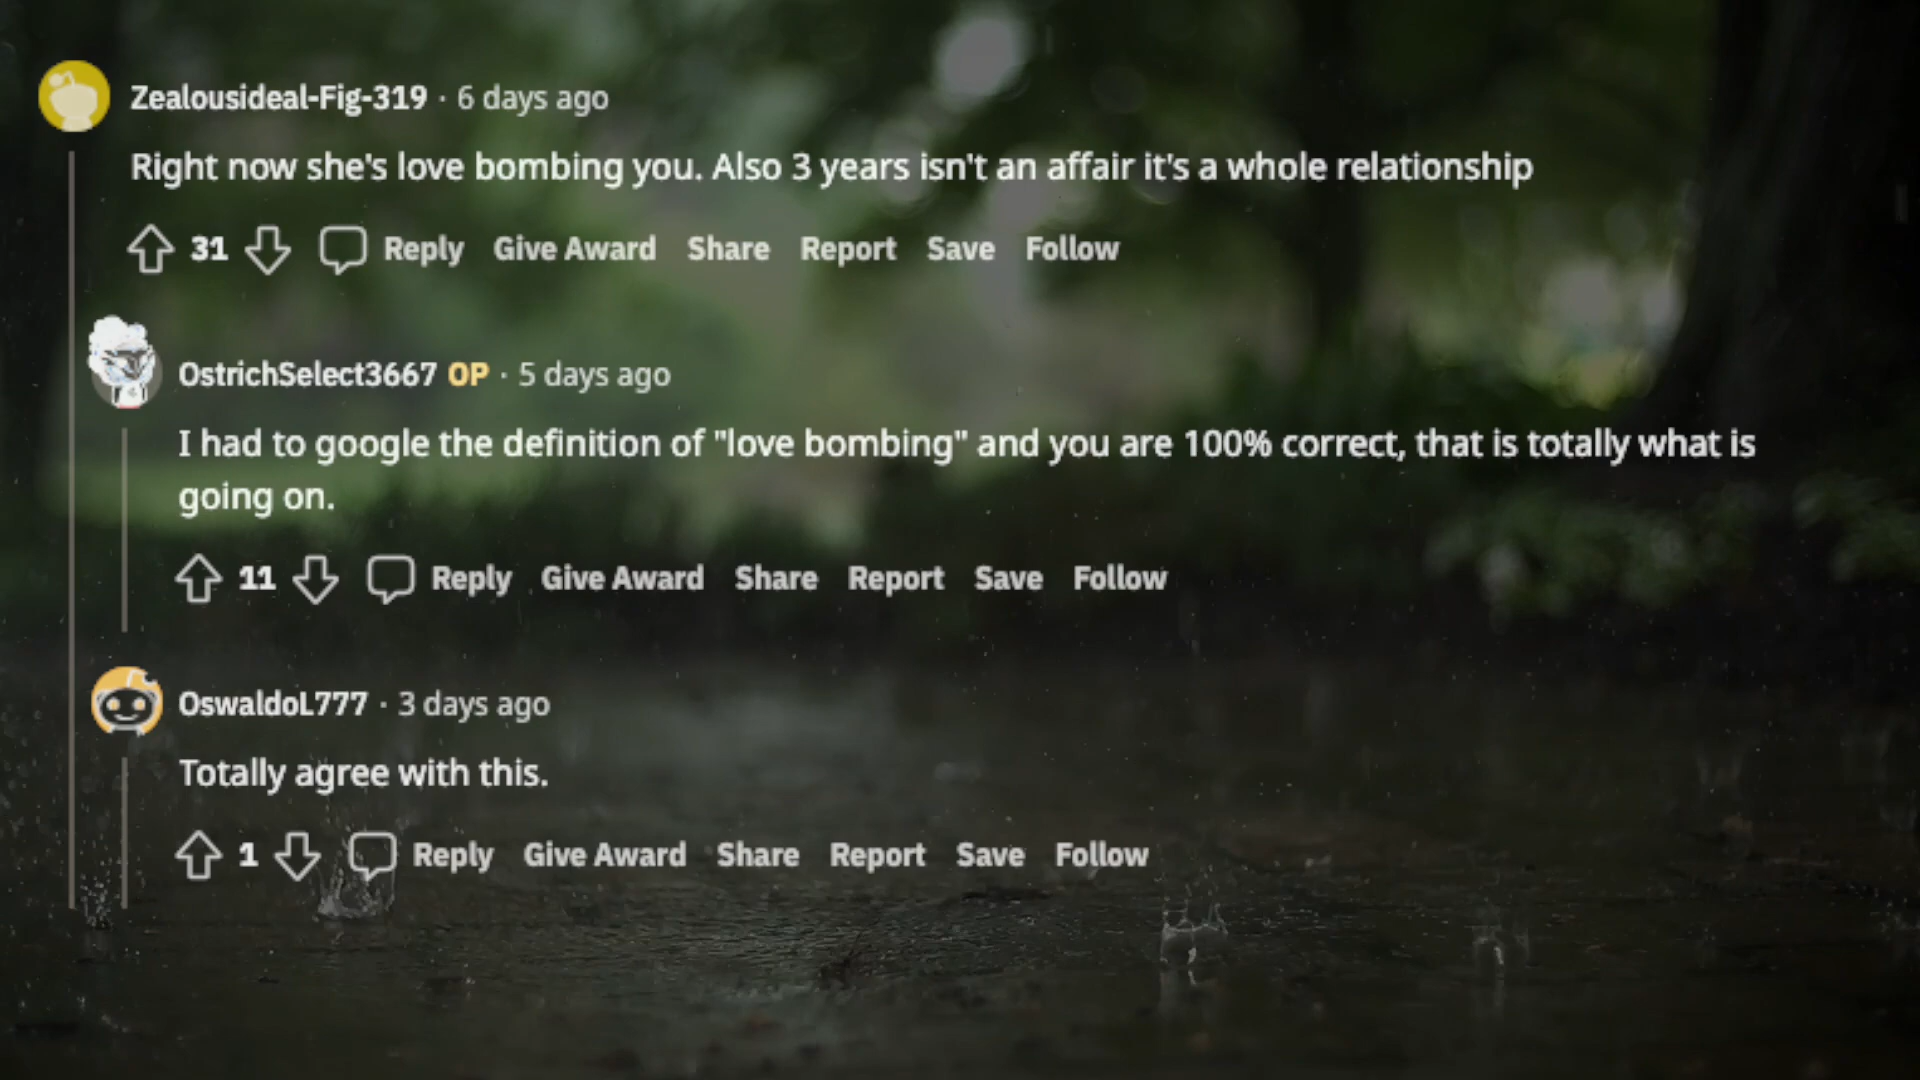 Zealousideal-Fig-319 · 6 days ago
Right now she's love bombing you. Also 3 years isn't an affair it's a whole relationship
31 Reply Give Award Share Report Save Follow
OstrichSelect3667 OP · 5 days ago
I had to google the definition of "love bombing" and you are 100% correct, that is totally what is
going on.
11 Reply Give Award Share Report Save Follow
OswaldoL777 · 3 days ago
Totally agree with this.
1 Reply Give Award Share Report Save Follow